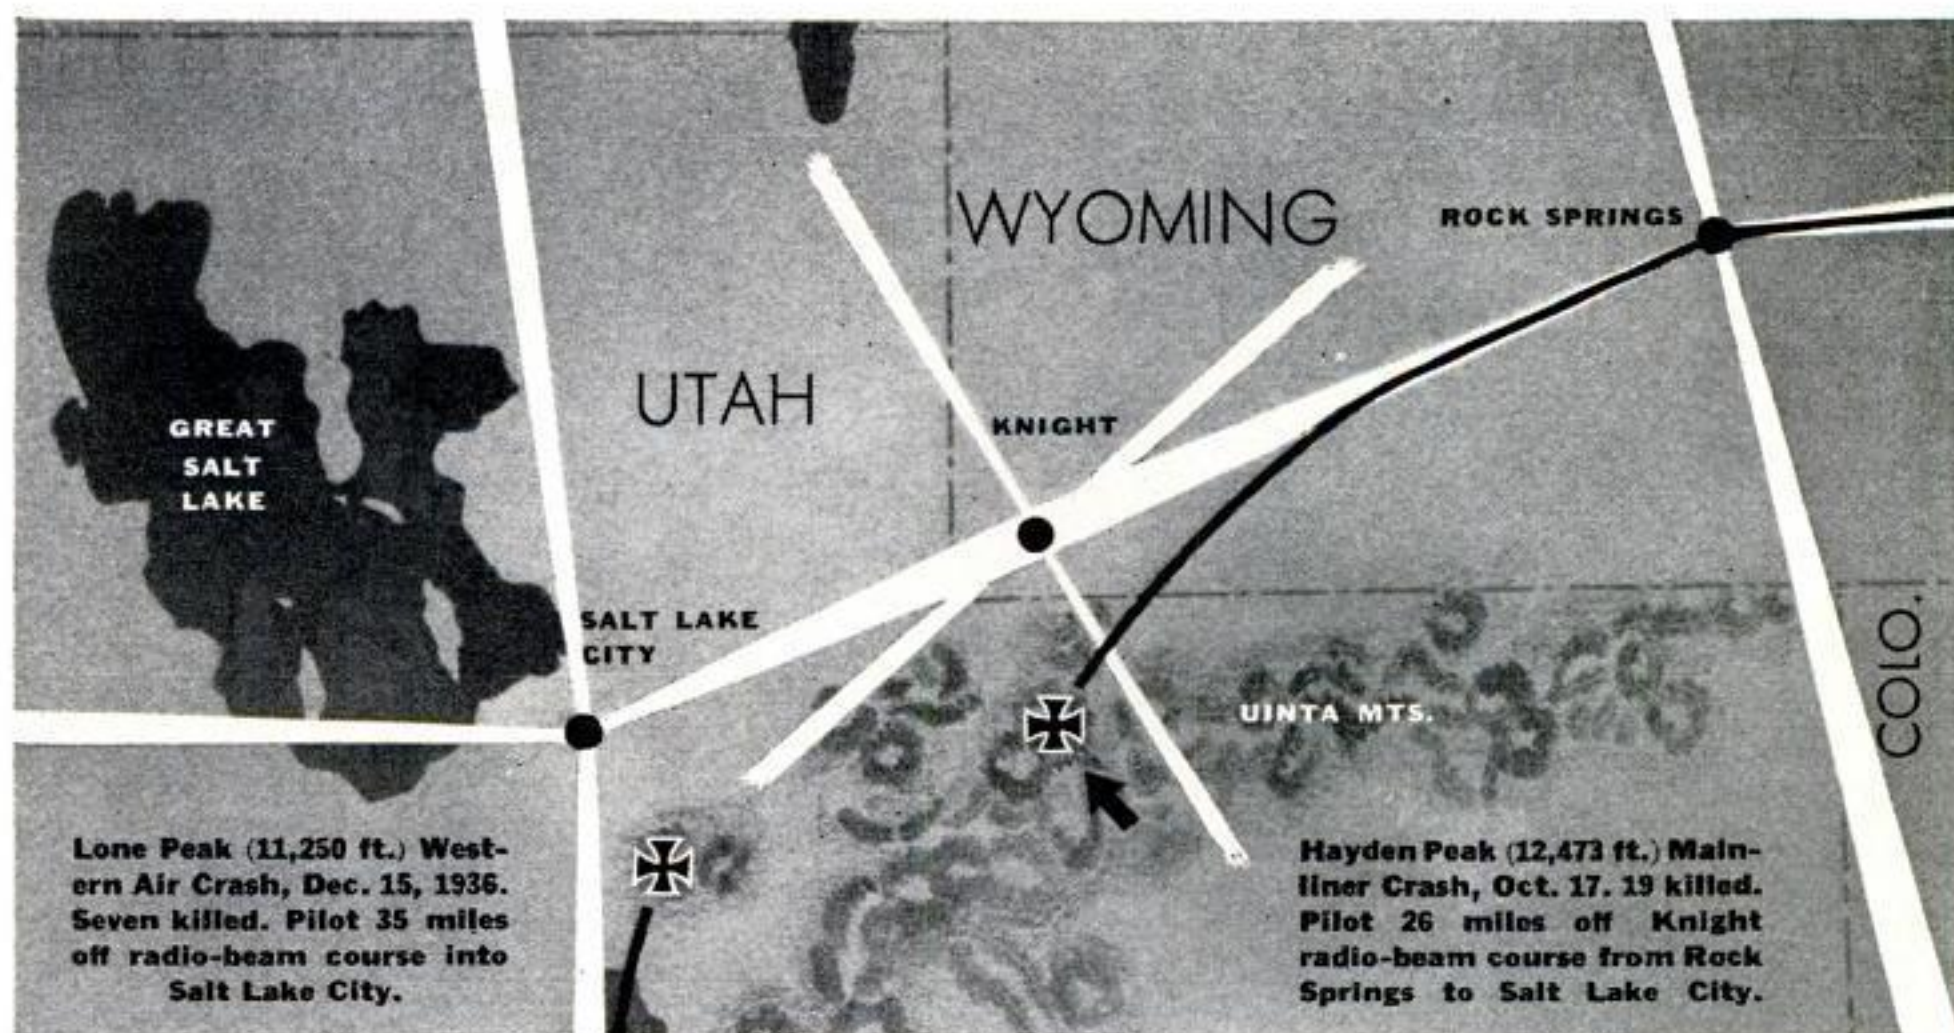 WYOMING
ROCK SPRINGS
UTAH
KNIGHT
GREAT
SALT
LAKE
SALT LAKE
CITY
COLO.
UINTA MTS.
Lone Peak (11,250 ft.) West-
ern Air Crash, Dec. 15, 1936.
Seven killed. Pilot 35 miles
off radio-beam course into
Salt Lake City.
Hayden Peak (12,473 ft.) Main-
liner Crash, Oct. 17. 19 killed.
Pilot 26 miles off Knight
radio-beam course from Rock
Springs to Salt Lake City.